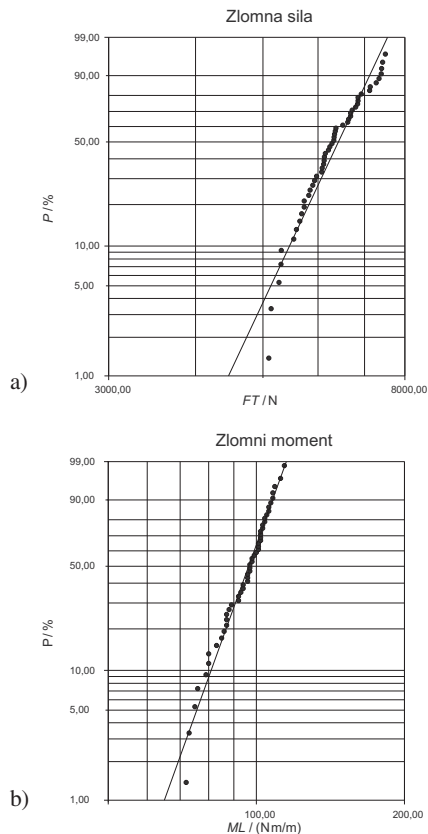 Zlomna sila
99,00
90,00
50,00
P / %
10,00
5,00
1,00
3000,00
8000,00
FT / N
a)
Zlomni moment
99,00
90,00
50,00
P / %
10,00
5,00
1,00
100,00
200,00
ML / (Nm/m)
b)